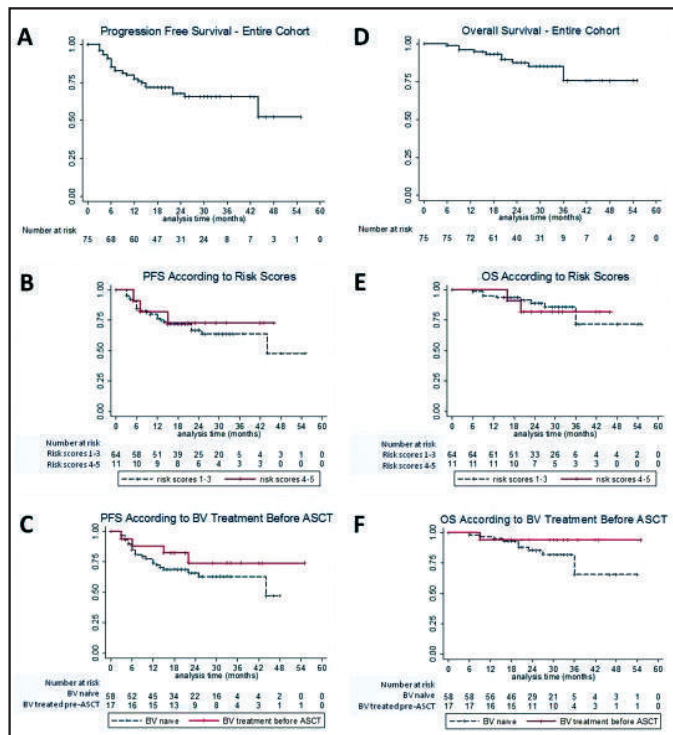 A
Progression Free Survival - Entire Cohort
1.00
0.75
0.50
0.25
0.00
0 6 12 18 24 30 36 42 48 54 60
analysis time (months)
Number at risk
75 68 60 47 31 24 8 7 3 1 0
D
Overall Survival - Entire Cohort
1.00
0.75
0.50
0.25
0.00
0 6 12 18 24 30 36 42 48 54 60
analysis time (months)
Number at risk
75 75 72 61 40 31 9 7 4 2 0
B
PFS According to Risk Scores
1.00
0.75
0.50
0.25
0.00
0 6 12 18 24 30 36 42 48 54 60
analysis time (months)
Number at risk
Risk scores 1-3 64 58 51 39 25 20 5 4 3 1 0
Risk scores 4-5 11 10 9 8 6 4 3 3 0 0 0
risk scores 1-3 risk scores 4-5
E
OS According to Risk Scores
1.00
0.75
0.50
0.25
0.00
0 6 12 18 24 30 36 42 48 54 60
analysis time (months)
Number at risk
Risk scores 1-3 64 64 61 51 33 26 6 4 4 2 0
Risk scores 4-5 11 11 11 10 7 5 3 3 0 0 0
risk scores 1-3 risk scores 4-5
C
PFS According to BV Treatment Before ASCT
1.00
0.75
0.50
0.25
0.00
0 6 12 18 24 30 36 42 48 54 60
analysis time (months)
Number at risk
BV naive 58 52 45 34 22 16 4 4 2 0 0
BV treated pre-ASCT 17 16 15 13 9 8 4 3 1 1 0
BV naive BV treatment before ASCT
F
OS According to BV Treatment Before ASCT
1.00
0.75
0.50
0.25
0.00
0 6 12 18 24 30 36 42 48 54 60
analysis time (months)
Number at risk
BV naive 58 58 56 46 29 21 5 4 3 1 0
BV treated pre-ASCT 17 17 16 15 11 10 4 3 1 1 0
BV naive BV treatment before ASCT